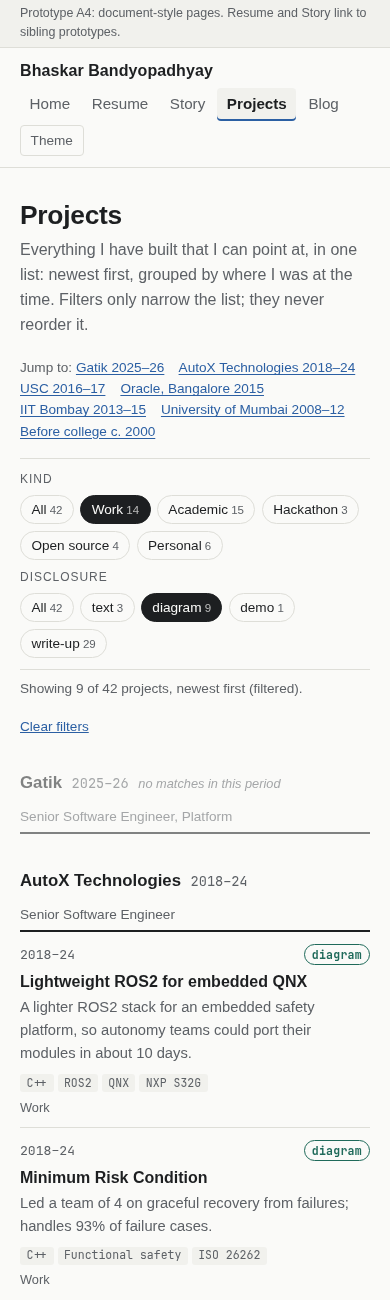 Prototype A4: document-style pages. Resume and Story link to
sibling prototypes.
Bhaskar Bandyopadhyay
Home Resume Story Projects Blog
Theme
Projects
Everything I have built that I can point at, in one
list: newest first, grouped by where I was at the
time. Filters only narrow the list; they never
reorder it.
Jump to: Gatik 2025–26 AutoX Technologies 2018–24
USC 2016–17 Oracle, Bangalore 2015
IIT Bombay 2013–15 University of Mumbai 2008–12
Before college c. 2000
KIND
All 42 Work 14 Academic 15 Hackathon 3
Open source 4 Personal 6
DISCLOSURE
All 42 text 3 diagram 9 demo 1
write-up 29
Showing 9 of 42 projects, newest first (filtered).
Clear filters
Gatik 2025–26 no matches in this period
Senior Software Engineer, Platform
AutoX Technologies 2018–24
Senior Software Engineer
2018–24 diagram
Lightweight ROS2 for embedded QNX
A lighter ROS2 stack for an embedded safety
platform, so autonomy teams could port their
modules in about 10 days.
C++ ROS2 QNX NXP S32G
Work
2018–24 diagram
Minimum Risk Condition
Led a team of 4 on graceful recovery from failures;
handles 93% of failure cases.
C++ Functional safety ISO 26262
Work